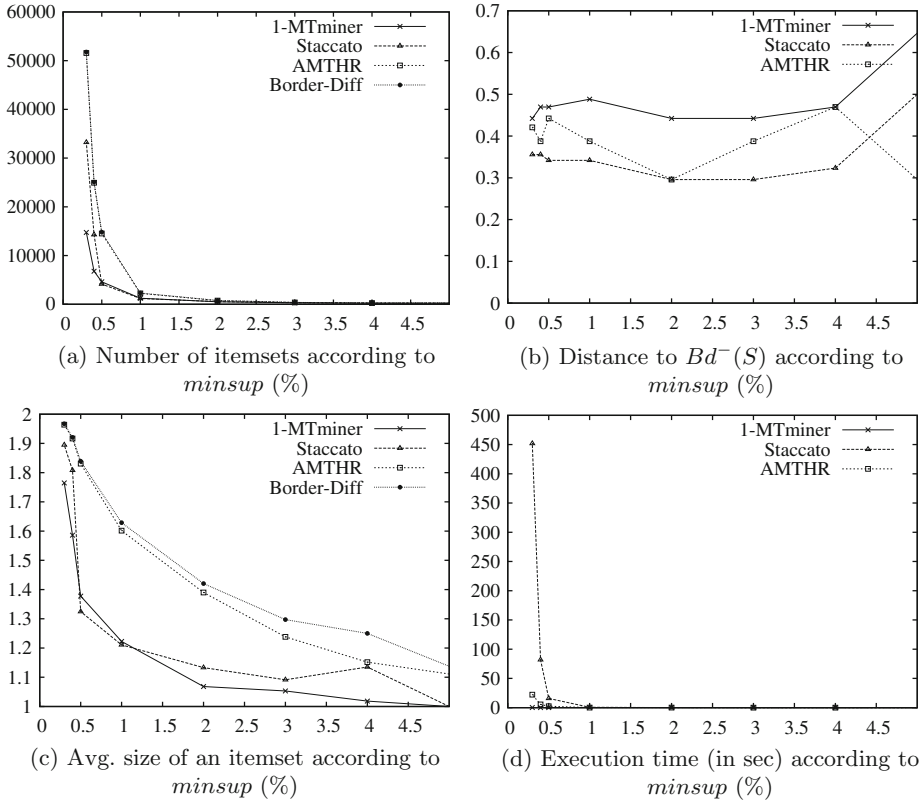 60000
50000
40000
30000
20000
10000
0
0 0.5 1 1.5 2 2.5 3 3.5 4 4.5
1-MTminer
Staccato
AMTHR
Border-Diff
(a) Number of itemsets according to
minsup (%)
0.7
0.6
0.5
0.4
0.3
0.2
0.1
0
0 0.5 1 1.5 2 2.5 3 3.5 4 4.5
1-MTminer
Staccato
AMTHR
(b) Distance to Bd⁻(S) according to
minsup (%)
2
1.9
1.8
1.7
1.6
1.5
1.4
1.3
1.2
1.1
1
0 0.5 1 1.5 2 2.5 3 3.5 4 4.5
1-MTminer
Staccato
AMTHR
Border-Diff
(c) Avg. size of an itemset according to
minsup (%)
500
450
400
350
300
250
200
150
100
50
0
0 0.5 1 1.5 2 2.5 3 3.5 4 4.5
1-MTminer
Staccato
AMTHR
(d) Execution time (in sec) according to
minsup (%)